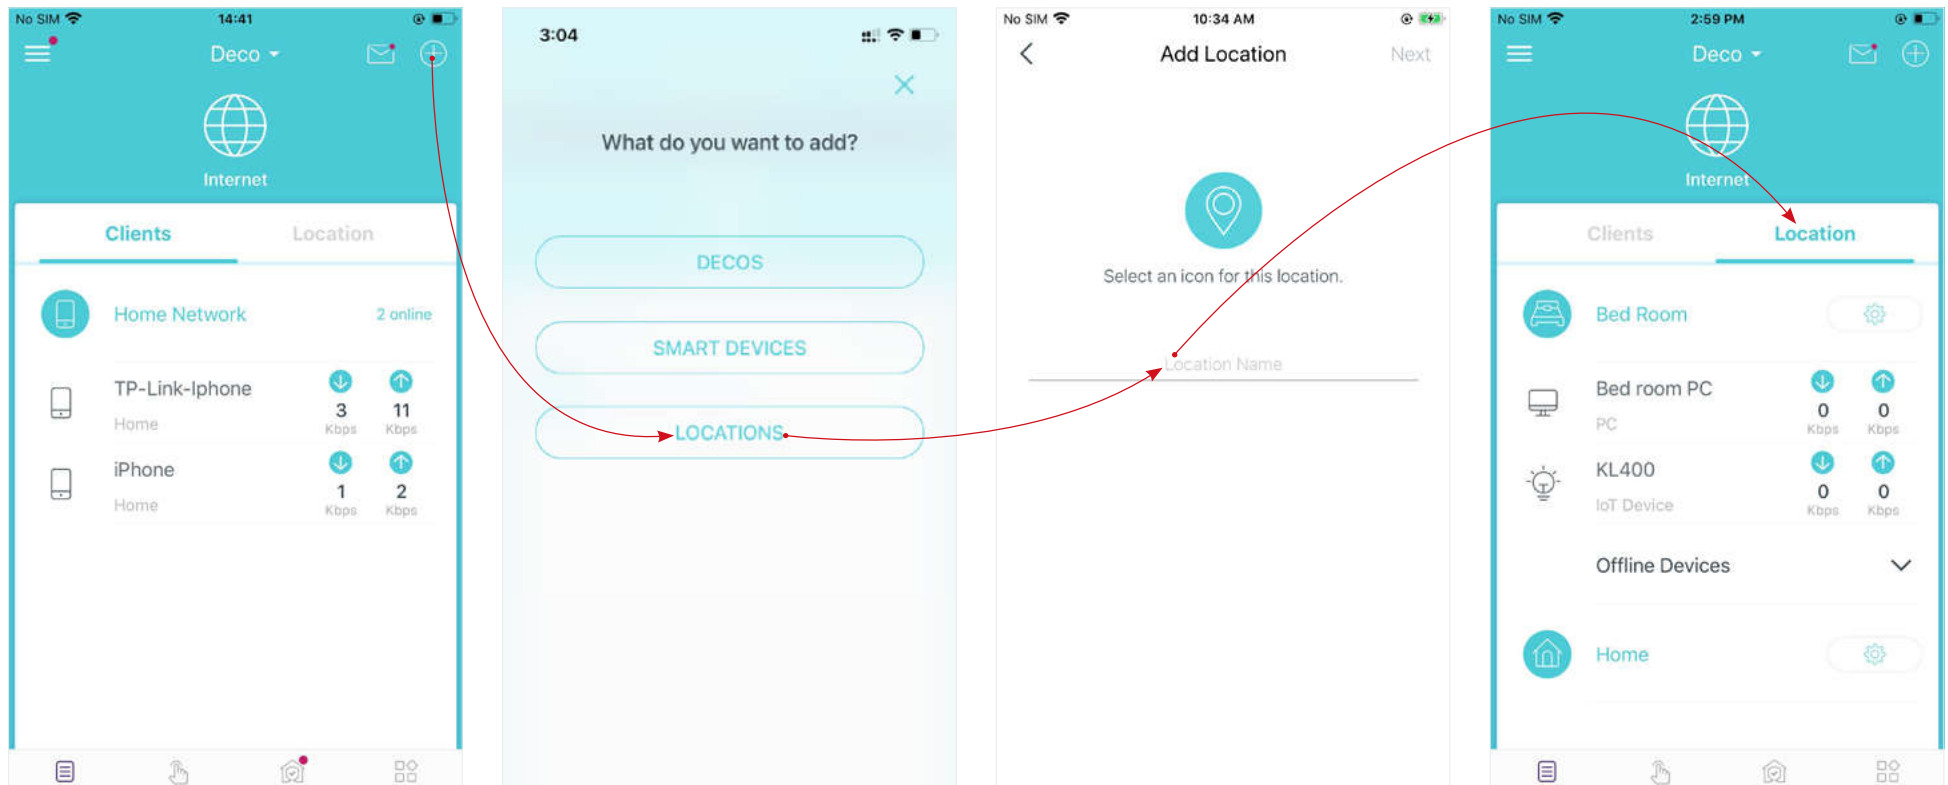 No SIM 14:41
Deco
Internet
Clients Location
Home Network 2 online
TP-Link-Iphone
3 11
Home Kbps Kbps
iPhone
1 2
Home Kbps Kbps
3:04
What do you want to add?
DECOS
SMART DEVICES
LOCATIONS
No SIM 10:34 AM
Add Location Next
Select an icon for this location.
Location Name
No SIM 2:59 PM
Deco
Internet
Clients Location
Bed Room
Bed room PC
0 0
PC Kbps Kbps
KL400
0 0
IoT Device Kbps Kbps
Offline Devices
Home